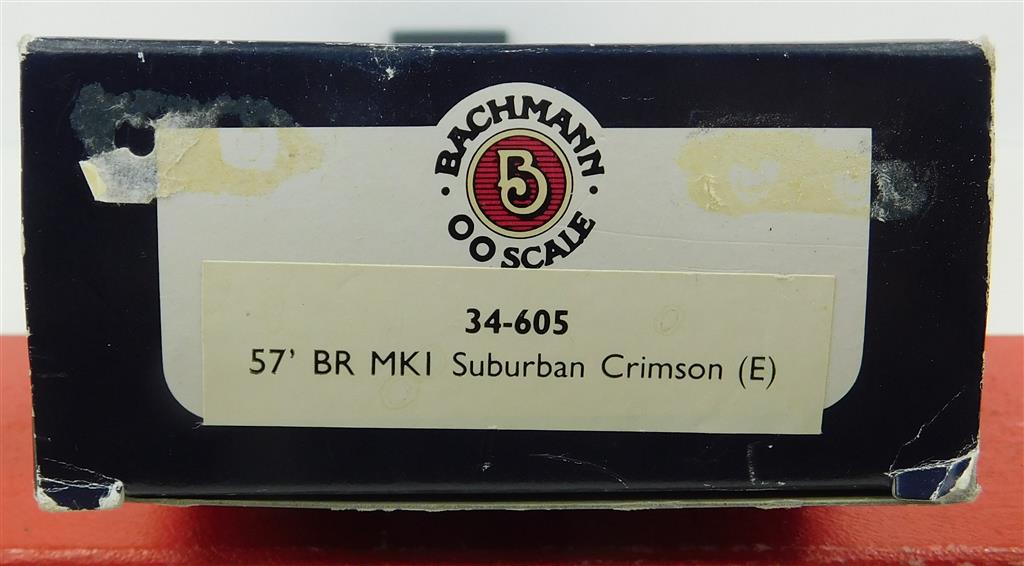 BACHMANN
B
OO SCALE
34-605
57' BR MK1 Suburban Crimson (E)